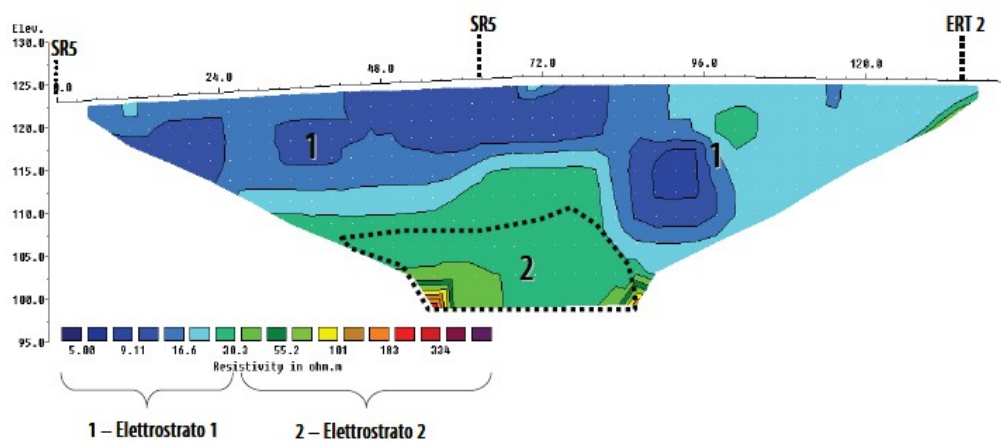 Elev.
130.0
125.0
120.0
115.0
110.0
105.0
100.0
95.0
SR5
SR5
ERT 2
0.0
24.0
48.0
72.0
96.0
120.0
1
1
2
5.00 9.11 16.6 30.3 55.2 101 183 334
Resistivity in ohm.m
1 – Elettrostrato 1
2 – Elettrostrato 2